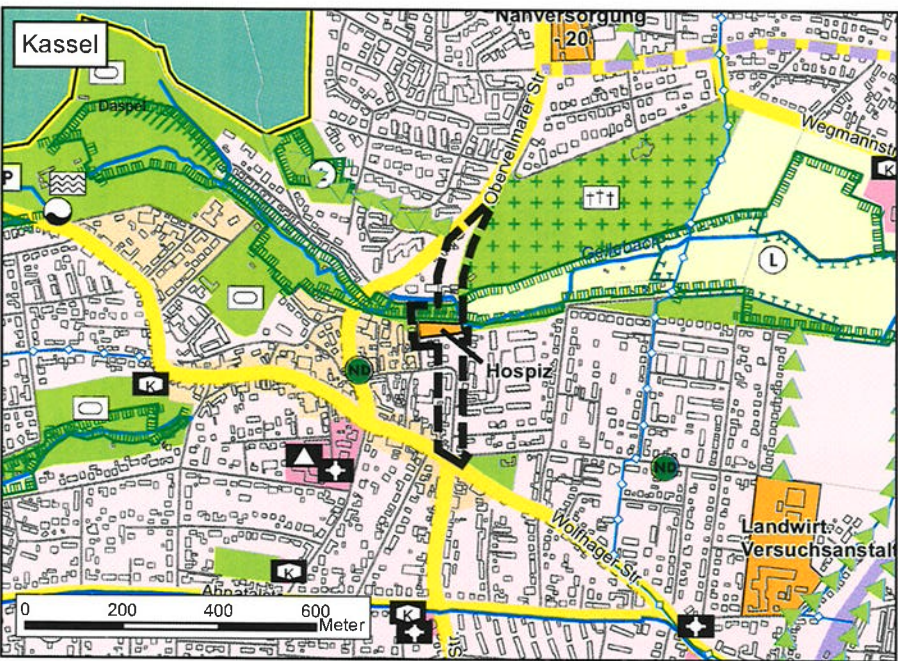 Nahversorgung
- 20 -
Kassel
Obervellmarer Str.
Daspel
Wegmannstr
K
P
†††
Geilebach
L
Hospiz
ND
K
ND
Landwirt.
Versuchsanstalt
Wolfhager Str.
K
Ahnatalstr
0 200 400 600
Meter
K
Str.